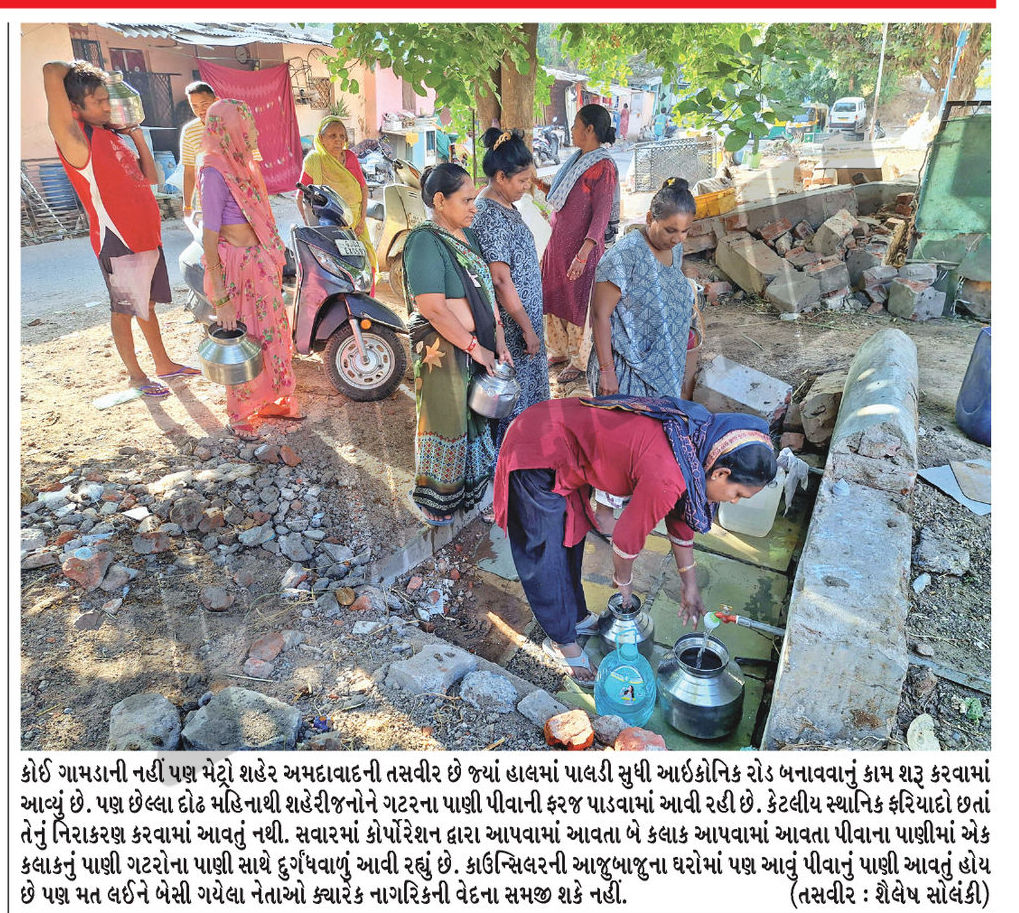 કોઈ ગામડાની નહીં પણ મેટ્રો શહેર અમદાવાદની તસવીર છે જ્યાં હાલમાં પાલડી સુધી આઇકોનિક રોડ બનાવવાનું કામ શરૂ કરવામાં
આવ્યું છે. પણ છેલ્લા દોઢ મહિનાથી શહેરીજનોને ગટરના પાણી પીવાની ફરજ પાડવામાં આવી રહી છે. કેટલીય સ્થાનિક ફરિયાદો છતાં
તેનું નિરાકરણ કરવામાં આવતું નથી. સવારમાં કોર્પોરેશન દ્વારા આપવામાં આવતા બે કલાક આપવામાં આવતા પીવાના પાણીમાં એક
કલાકનું પાણી ગટરોના પાણી સાથે દુર્ગંધવાળું આવી રહ્યું છે. કાઉન્સિલરની આજુબાજુના ઘરોમાં પણ આવું પીવાનું પાણી આવતું હોય
છે પણ મત લઈને બેસી ગયેલા નેતાઓ ક્યારેક નાગરિકની વેદના સમજી શકે નહીં. (તસવીર : શૈલેષ સોલંકી)